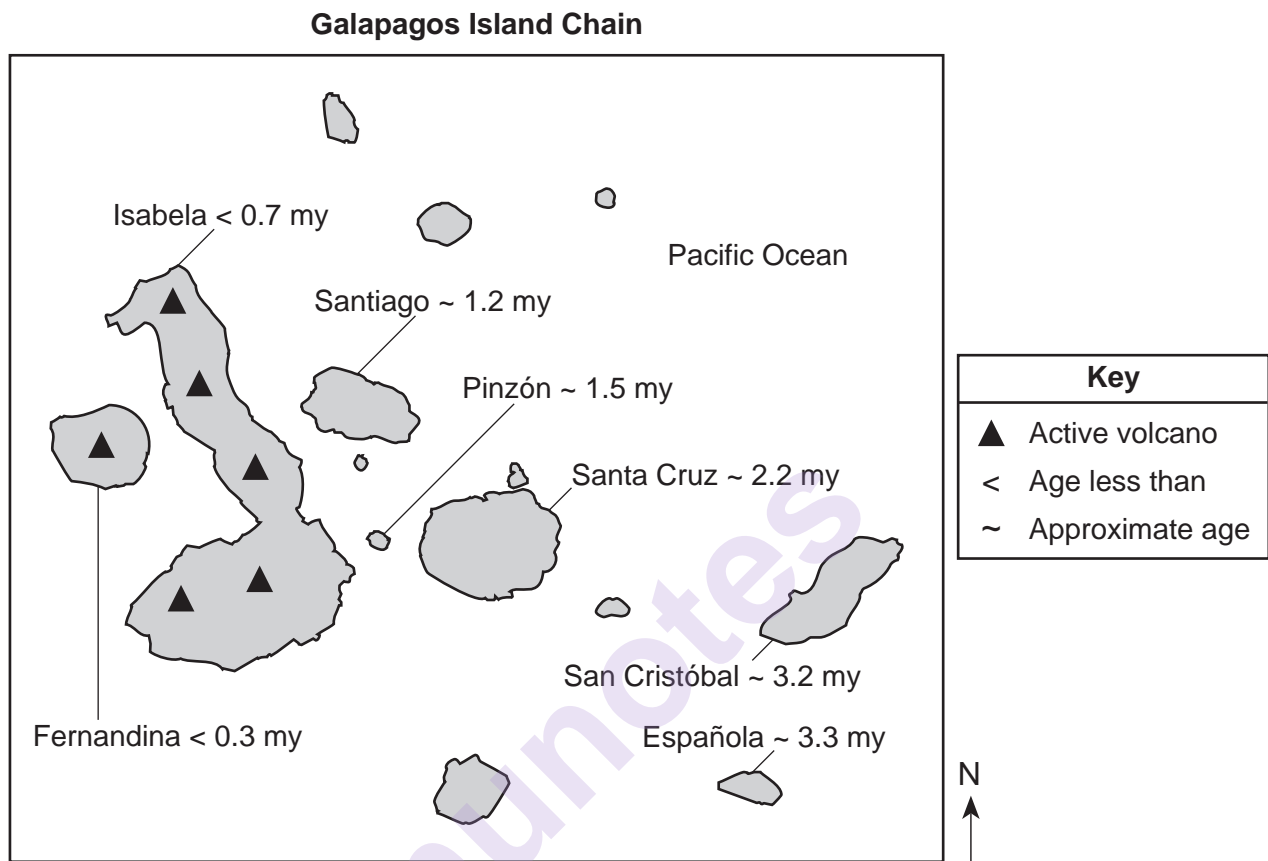 Galapagos Island Chain
Isabela < 0.7 my
Pacific Ocean
Santiago ~ 1.2 my
Pinzón ~ 1.5 my
Santa Cruz ~ 2.2 my
San Cristóbal ~ 3.2 my
Fernandina < 0.3 my
Española ~ 3.3 my
Key
▲ Active volcano
< Age less than
~ Approximate age
N
unotes